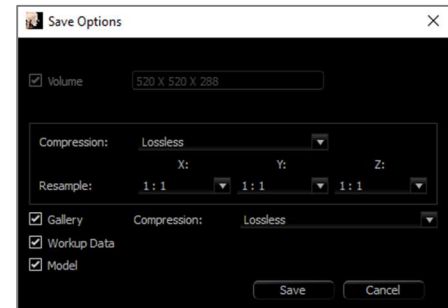 Save Options
Volume 520 X 520 X 288
Compression: Lossless
X: Y: Z:
Resample: 1 : 1 1 : 1 1 : 1
Gallery Compression: Lossless
Workup Data
Model
Save Cancel